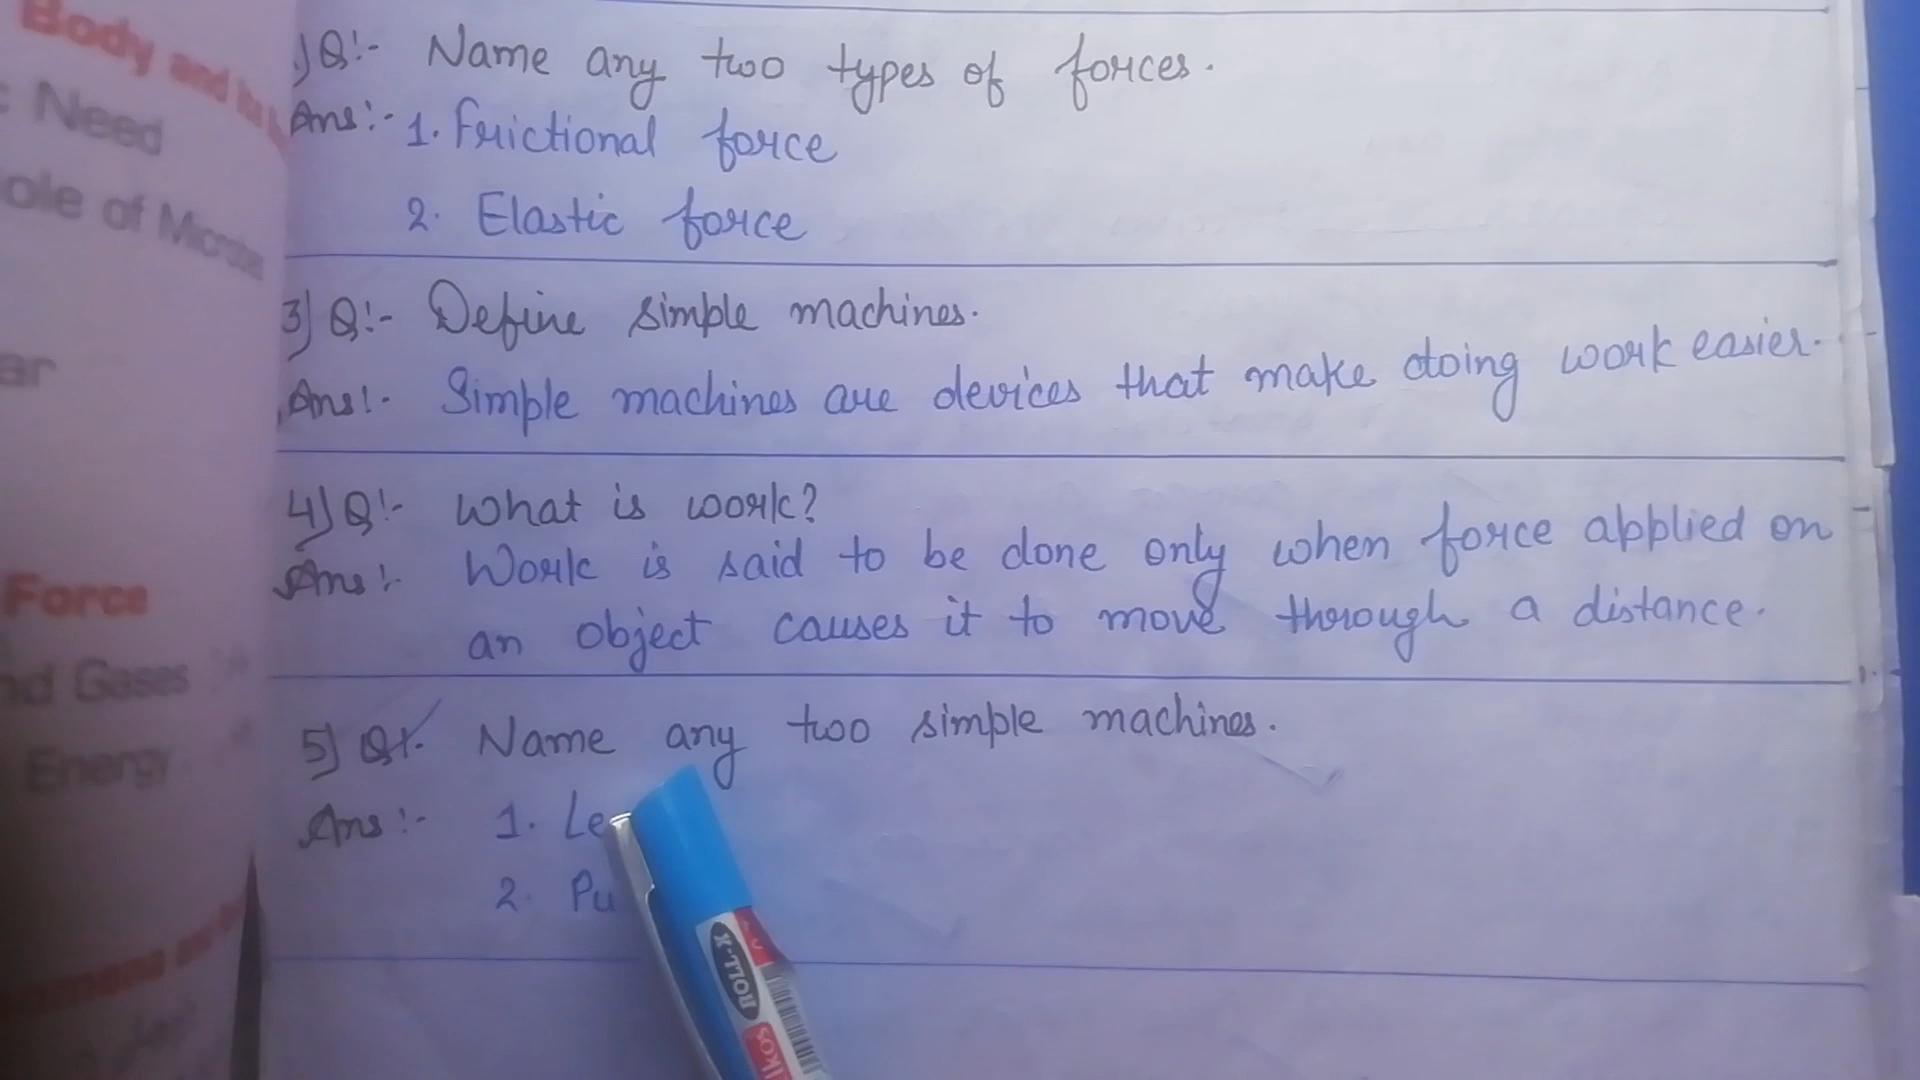 Body and its
: Need
ole of Microbes
ar
Force
nd Gases
Energy
)Q:- Name any two types of forces.
Ans:- 1. Frictional force
2. Elastic force
3) Q:- Define simple machines.
Ans:- Simple machines are devices that make doing work easier.
4) Q:- What is work?
Ans:- Work is said to be done only when force applied on
an object causes it to move through a distance.
5) Q:- Name any two simple machines.
Ans:- 1. Le
2. Pu
K-TLLOR